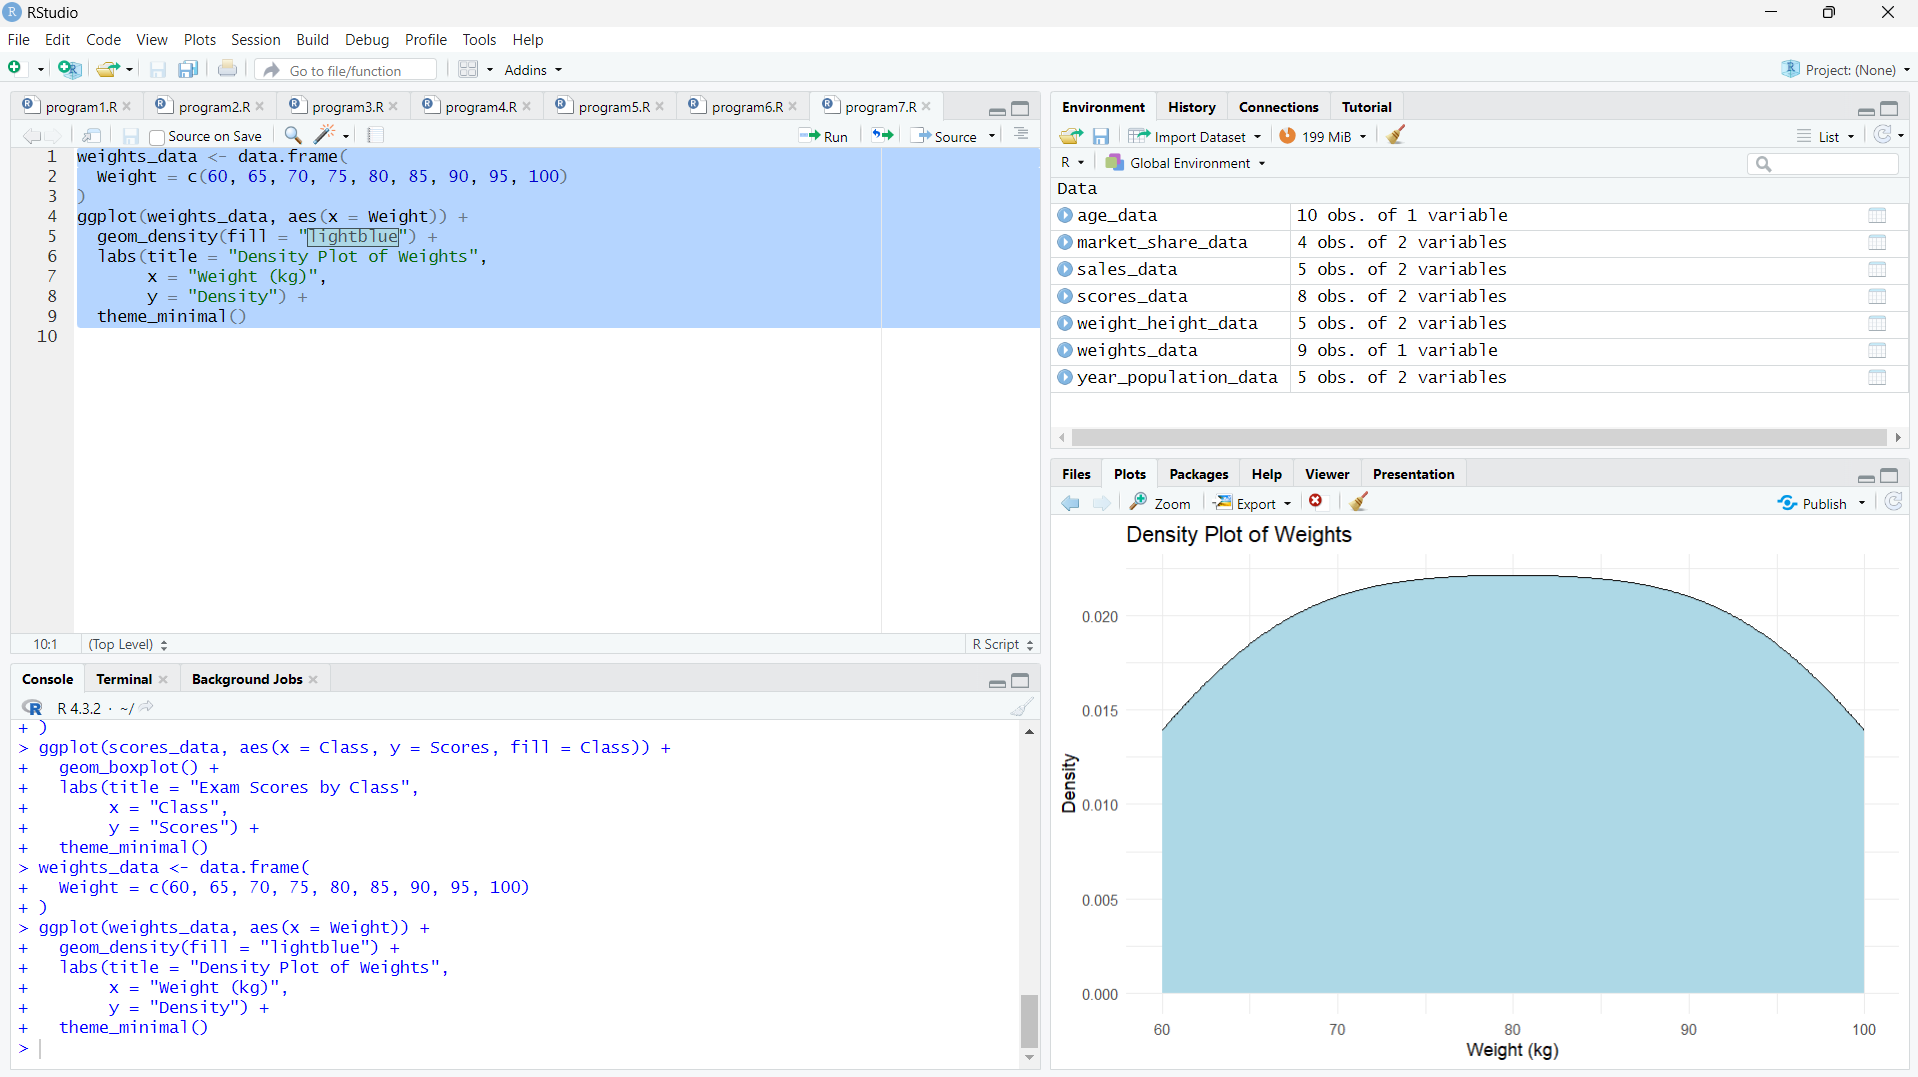 RStudio
File Edit Code View Plots Session Build Debug Profile Tools Help
Go to file/function Addins Project: (None)
program1.R program2.R program3.R program4.R program5.R program6.R program7.R
Source on Save Run Source
1 weights_data <- data.frame(
2   Weight = c(60, 65, 70, 75, 80, 85, 90, 95, 100)
3 )
4 ggplot(weights_data, aes(x = Weight)) +
5   geom_density(fill = "lightblue") +
6   labs(title = "Density Plot of Weights",
7        x = "Weight (kg)",
8        y = "Density") +
9   theme_minimal()
10
10:1 (Top Level) R Script
Console Terminal Background Jobs
R R 4.3.2 · ~/
+ )
> ggplot(scores_data, aes(x = Class, y = Scores, fill = Class)) +
+   geom_boxplot() +
+   labs(title = "Exam Scores by Class",
+        x = "Class",
+        y = "Scores") +
+   theme_minimal()
> weights_data <- data.frame(
+   Weight = c(60, 65, 70, 75, 80, 85, 90, 95, 100)
+ )
> ggplot(weights_data, aes(x = Weight)) +
+   geom_density(fill = "lightblue") +
+   labs(title = "Density Plot of Weights",
+        x = "Weight (kg)",
+        y = "Density") +
+   theme_minimal()
>
Environment History Connections Tutorial
Import Dataset 199 MiB List
R Global Environment
Data
age_data 10 obs. of 1 variable
market_share_data 4 obs. of 2 variables
sales_data 5 obs. of 2 variables
scores_data 8 obs. of 2 variables
weight_height_data 5 obs. of 2 variables
weights_data 9 obs. of 1 variable
year_population_data 5 obs. of 2 variables
Files Plots Packages Help Viewer Presentation
Zoom Export Publish
Density Plot of Weights
0.020
0.015
Density
0.010
0.005
0.000
60 70 80 90 100
Weight (kg)